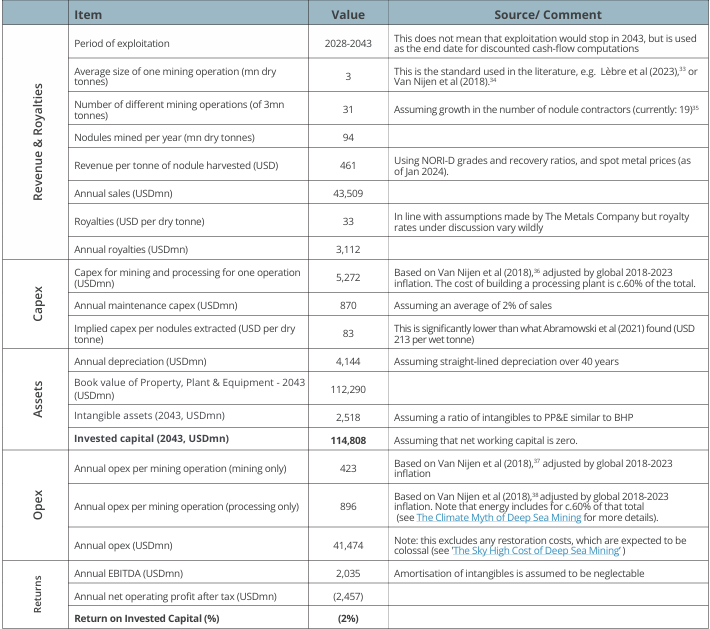 Item Value Source/ Comment
Revenue & Royalties
Period of exploitation 2028-2043 This does not mean that exploitation would stop in 2043, but is used
as the end date for discounted cash-flow computations
Average size of one mining operation (mn dry
tonnes) 3 This is the standard used in the literature, e.g. Lèbre et al (2023),³³ or
Van Nijen et al (2018).³⁴
Number of different mining operations (of 3mn
tonnes) 31 Assuming growth in the number of nodule contractors (currently: 19)³⁵
Nodules mined per year (mn dry tonnes) 94
Revenue per tonne of nodule harvested (USD) 461 Using NORI-D grades and recovery ratios, and spot metal prices (as
of Jan 2024).
Annual sales (USDmn) 43,509
Royalties (USD per dry tonne) 33 In line with assumptions made by The Metals Company but royalty
rates under discussion vary wildly
Annual royalties (USDmn) 3,112
Capex
Capex for mining and processing for one operation
(USDmn) 5,272 Based on Van Nijen et al (2018),³⁶ adjusted by global 2018-2023
inflation. The cost of building a processing plant is c.60% of the total.
Annual maintenance capex (USDmn) 870 Assuming an average of 2% of sales
Implied capex per nodules extracted (USD per dry
tonne) 83 This is significantly lower than what Abramowski et al (2021) found (USD
213 per wet tonne)
Assets
Annual depreciation (USDmn) 4,144 Assuming straight-lined depreciation over 40 years
Book value of Property, Plant & Equipment - 2043
(USDmn) 112,290
Intangible assets (2043, USDmn) 2,518 Assuming a ratio of intangibles to PP&E similar to BHP
Invested capital (2043, USDmn) 114,808 Assuming that net working capital is zero.
Opex
Annual opex per mining operation (mining only) 423 Based on Van Nijen et al (2018),³⁷ adjusted by global 2018-2023
inflation
Annual opex per mining operation (processing only) 896 Based on Van Nijen et al (2018),³⁸ adjusted by global 2018-2023
inflation. Note that energy includes for c.60% of that total
(see The Climate Myth of Deep Sea Mining for more details).
Annual opex (USDmn) 41,474 Note: this excludes any restoration costs, which are expected to be
colossal (see 'The Sky High Cost of Deep Sea Mining' )
Returns
Annual EBITDA (USDmn) 2,035 Amortisation of intangibles is assumed to be neglectable
Annual net operating profit after tax (USDmn) (2,457)
Return on Invested Capital (%) (2%)